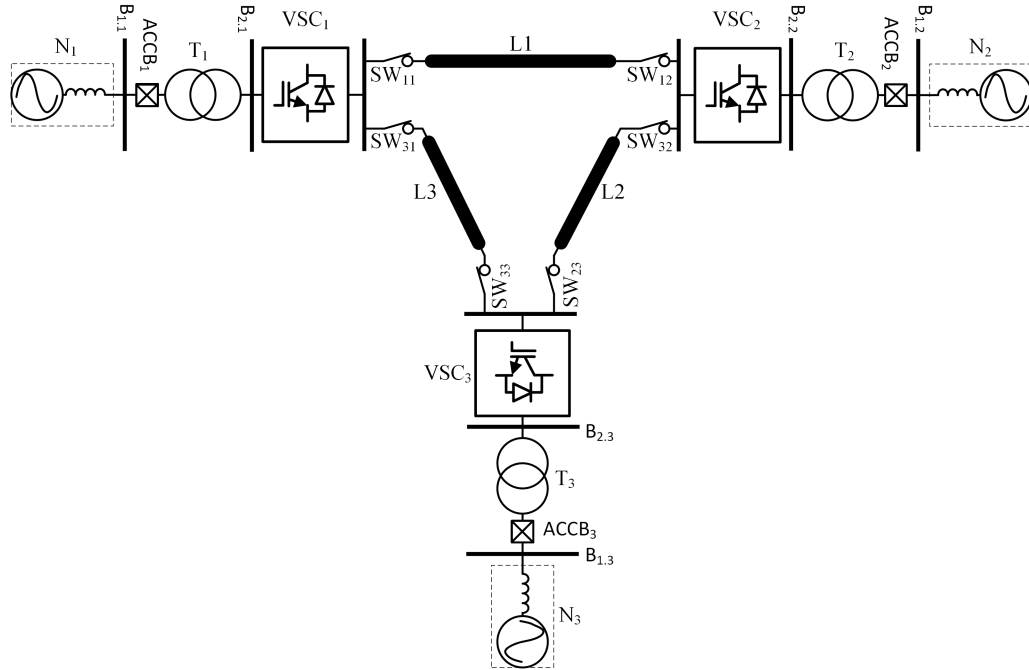 N1
B1.1
ACCB1
T1
B2.1
VSC1
SW11
L1
SW12
VSC2
B2.2
T2
ACCB2
B1.2
N2
SW31
SW32
L3
L2
SW33
SW23
VSC3
B2.3
T3
ACCB3
B1.3
N3